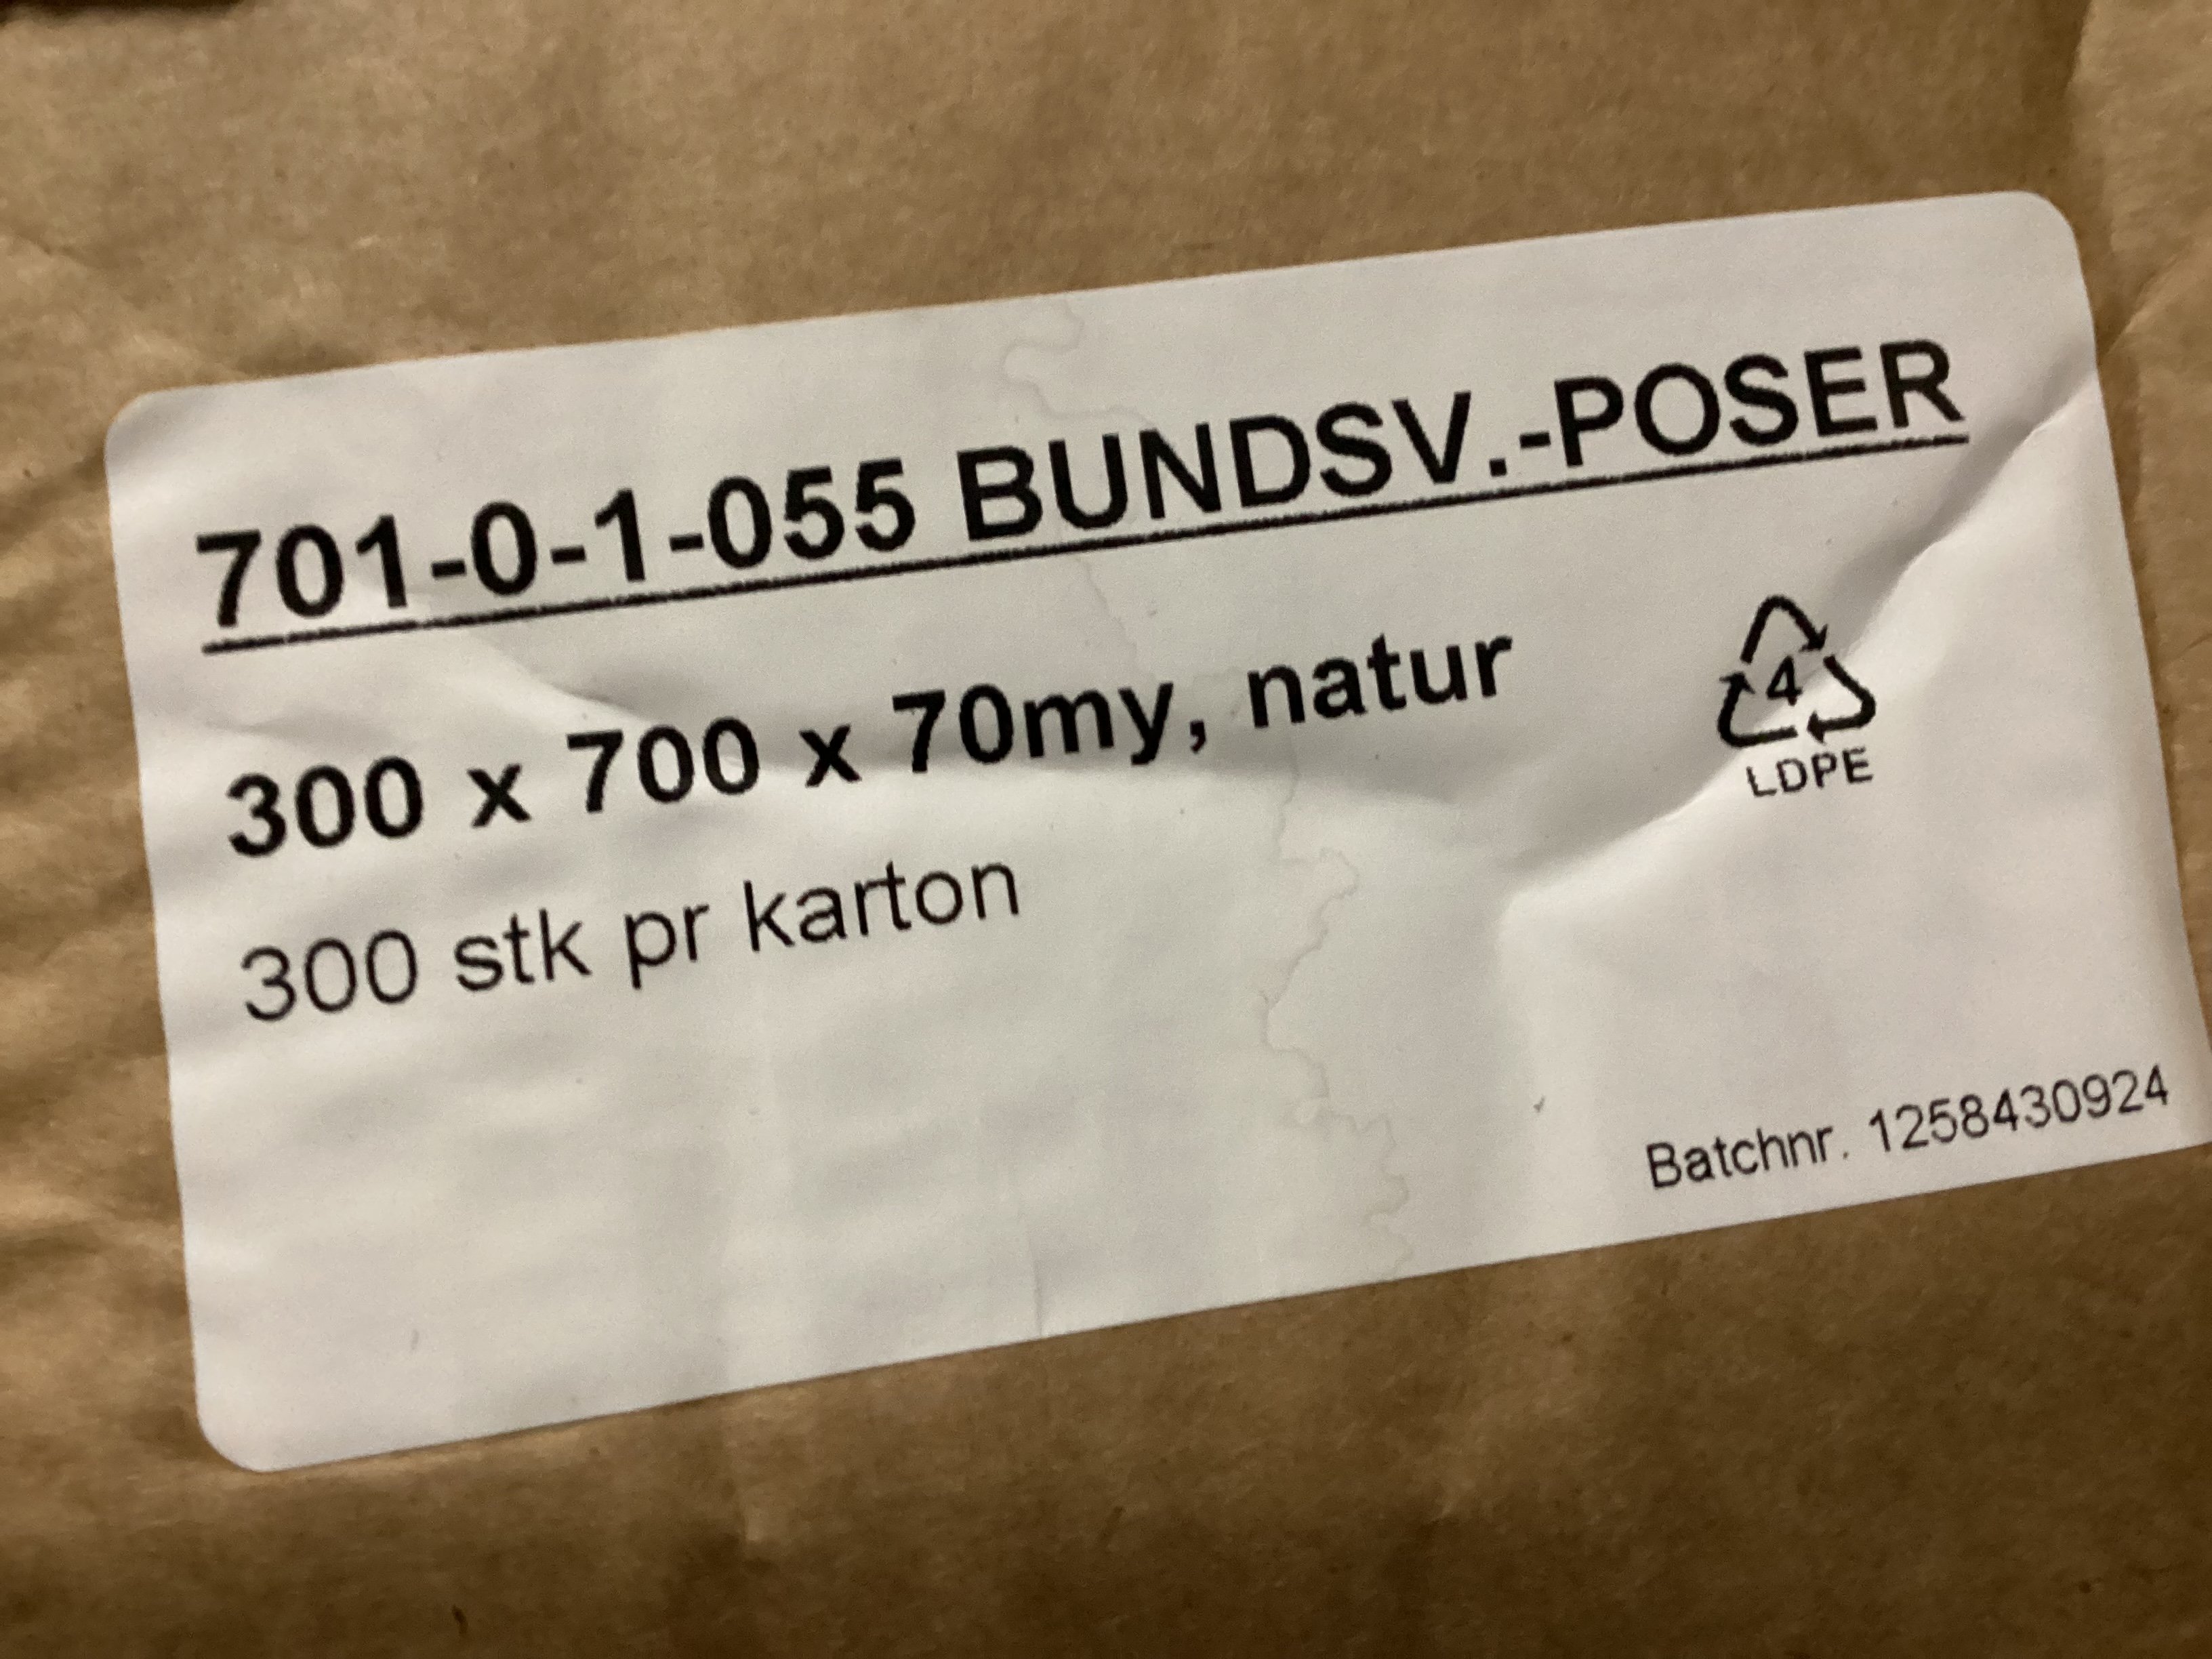 701-0-1-055 BUNDSV.-POSER
300 x 700 x 70my, natur
4
LDPE
300 stk pr karton
Batchnr. 1258430924